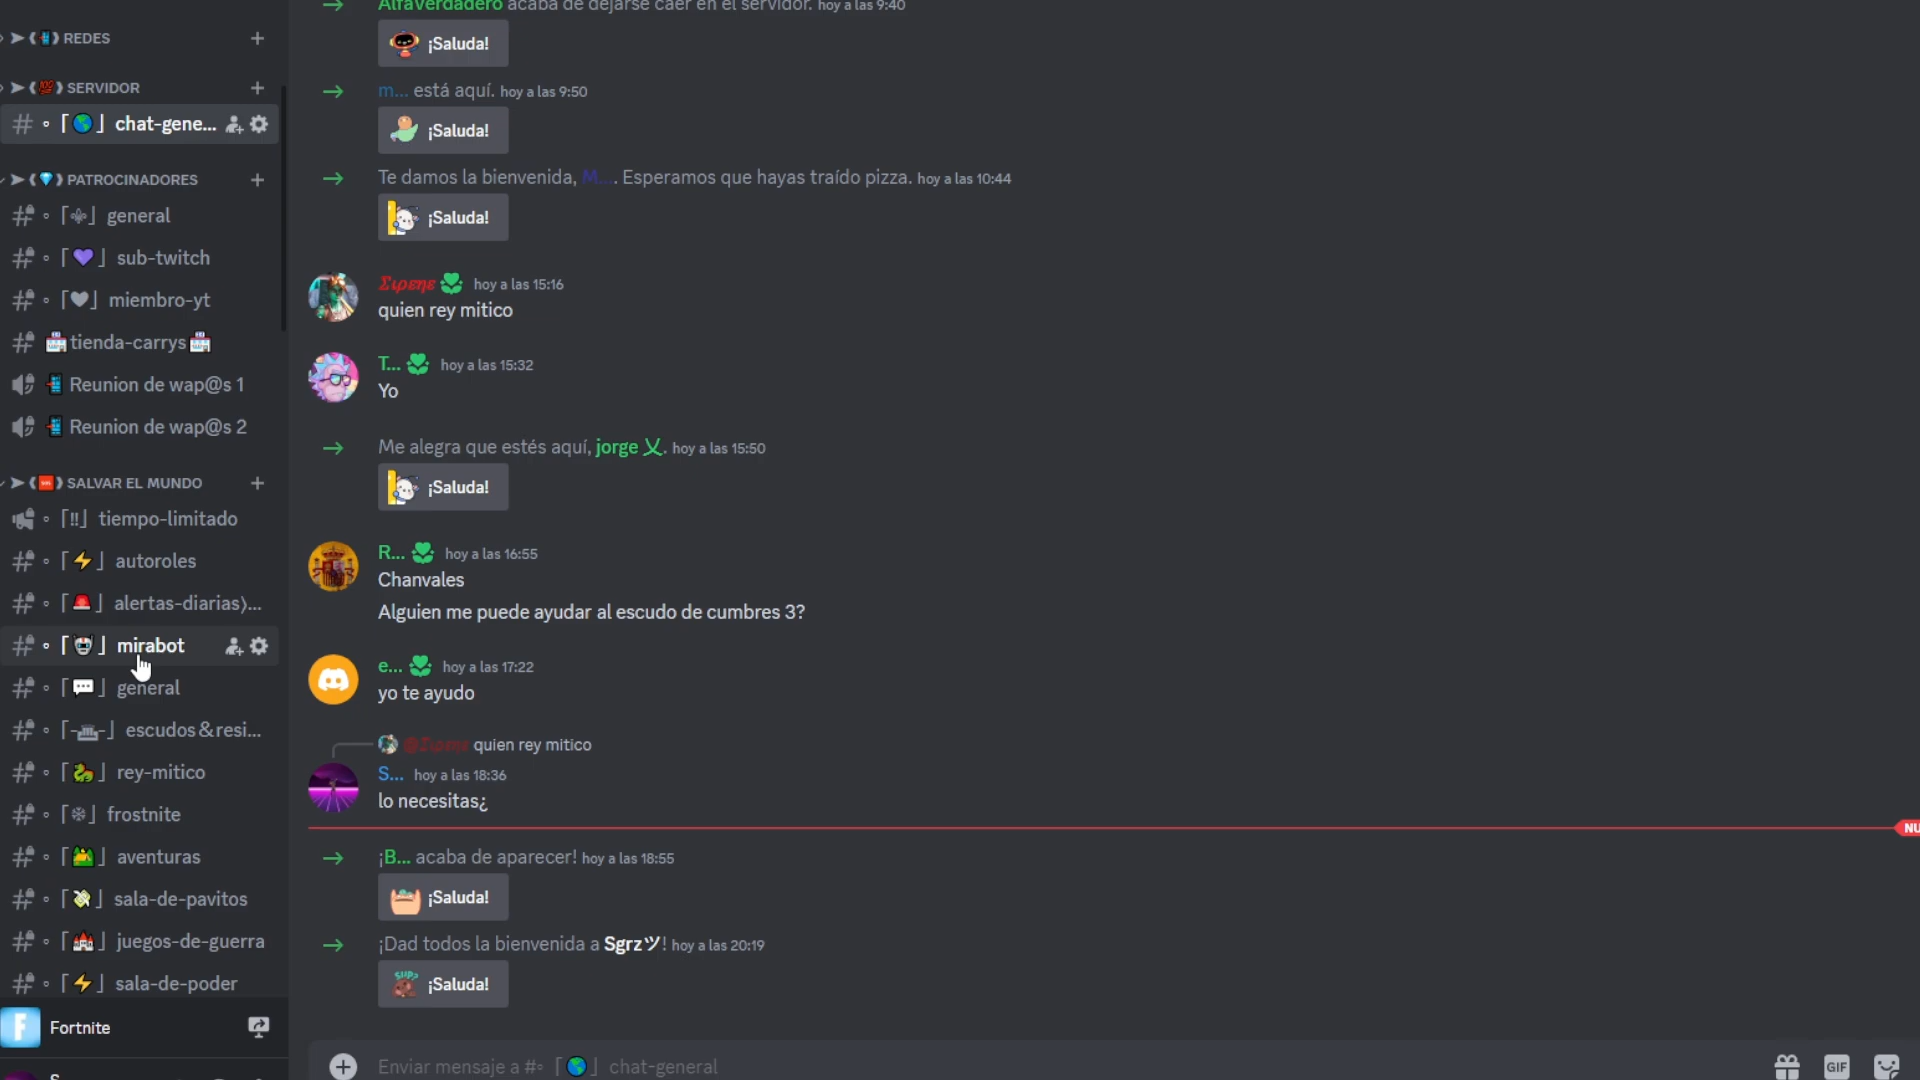 REDES
SERVIDOR
chat-gene...
PATROCINADORES
general
sub-twitch
miembro-yt
tienda-carrys
Reunion de wap@s 1
Reunion de wap@s 2
SALVAR EL MUNDO
tiempo-limitado
autoroles
alertas-diarias)...
mirabot
general
escudos&resi...
rey-mitico
frostnite
aventuras
sala-de-pavitos
juegos-de-guerra
sala-de-poder
Fortnite
AlfaVerdadero acaba de dejarse caer en el servidor. hoy a las 9:40
¡Saluda!
m... está aquí. hoy a las 9:50
¡Saluda!
Te damos la bienvenida, M.... Esperamos que hayas traído pizza. hoy a las 10:44
¡Saluda!
Σιρεηε hoy a las 15:16
quien rey mitico
T... hoy a las 15:32
Yo
Me alegra que estés aquí, jorge 乂. hoy a las 15:50
¡Saluda!
R... hoy a las 16:55
Chanvales
Alguien me puede ayudar al escudo de cumbres 3?
e... hoy a las 17:22
yo te ayudo
@Σιρεηε quien rey mitico
S... hoy a las 18:36
lo necesitas¿
NU
¡B... acaba de aparecer! hoy a las 18:55
¡Saluda!
¡Dad todos la bienvenida a Sgrzツ! hoy a las 20:19
SUP?
¡Saluda!
Enviar mensaje a #∘「🌎」chat-general
GIF